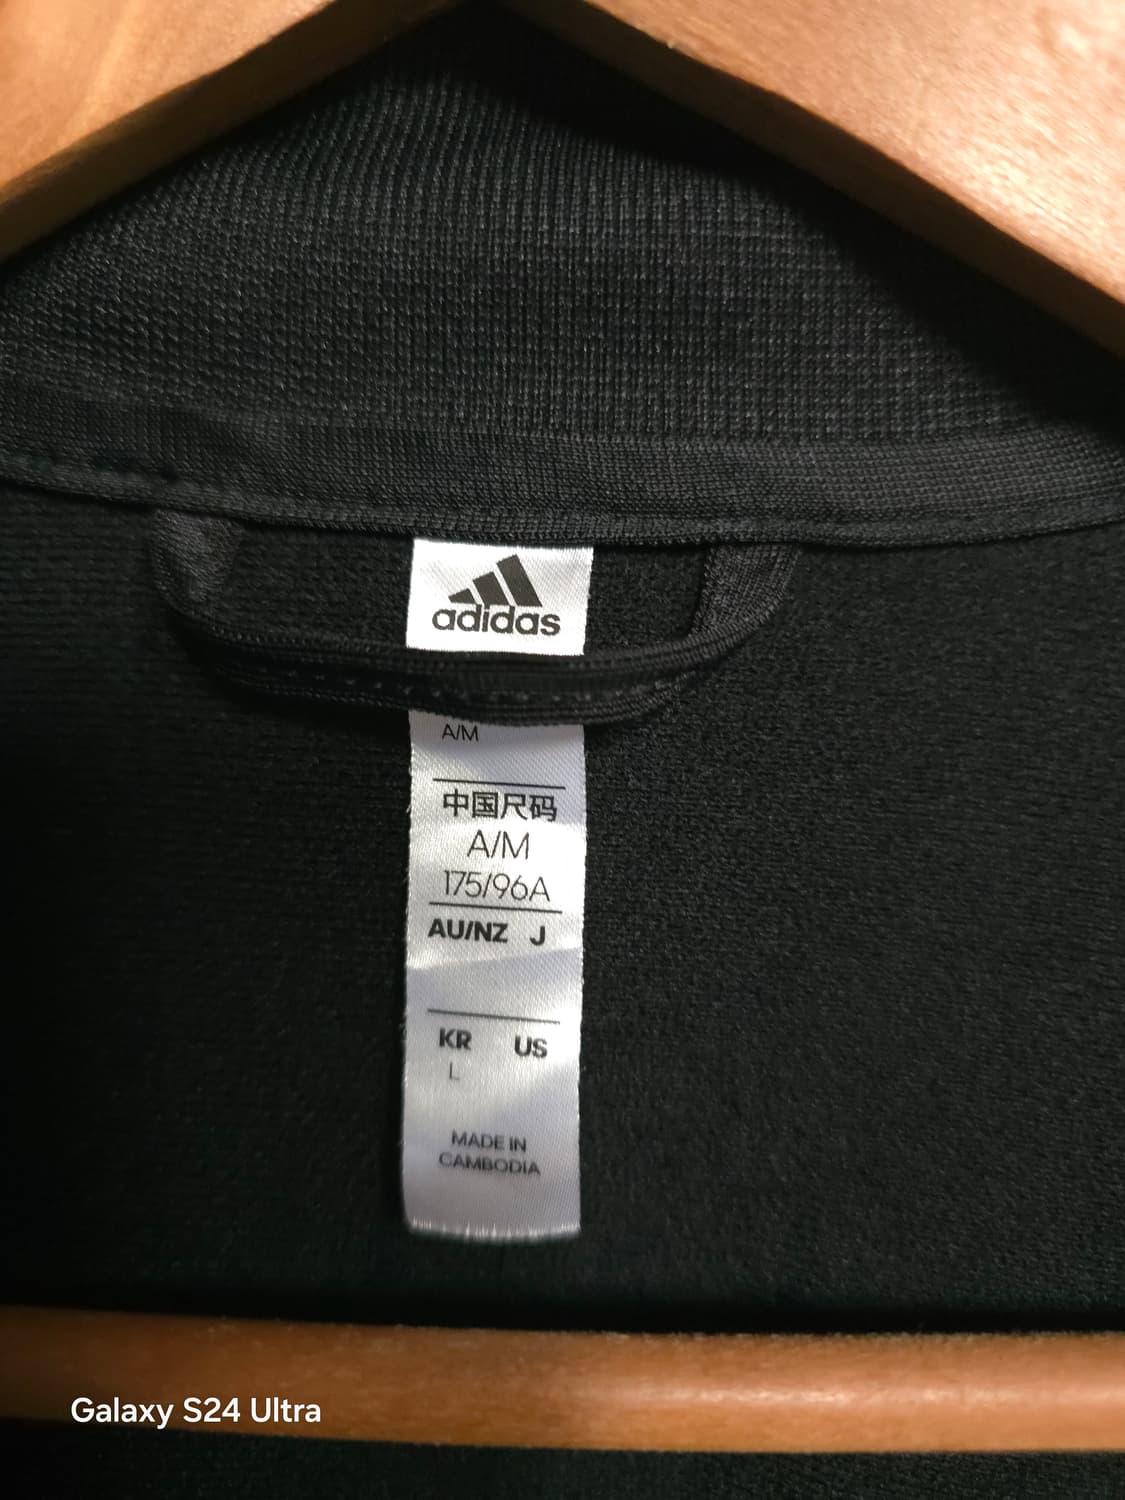 adidas
A/M
中国尺码
A/M
175/96A
AU/NZ J
KR US
L
MADE IN
CAMBODIA
Galaxy S24 Ultra